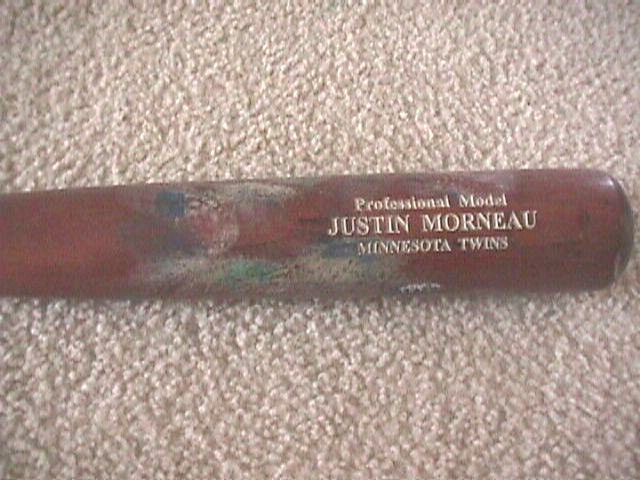 Professional Model
JUSTIN MORNEAU
MINNESOTA TWINS